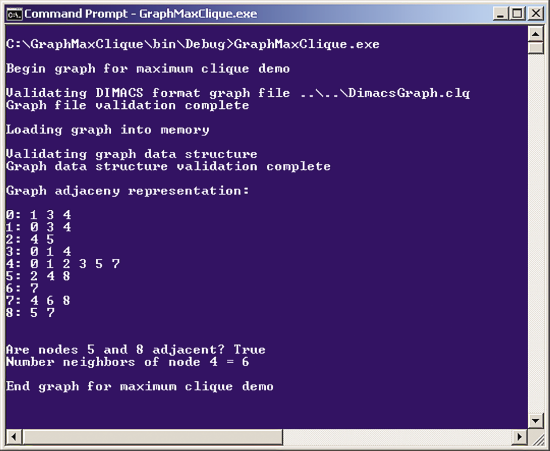 Command Prompt - GraphMaxClique.exe
C:\GraphMaxClique\bin\Debug>GraphMaxClique.exe
Begin graph for maximum clique demo
Validating DIMACS format graph file ..\..\DimacsGraph.clq
Graph file validation complete
Loading graph into memory
Validating graph data structure
Graph data structure validation complete
Graph adjaceny representation:
0: 1 3 4
1: 0 3 4
2: 4 5
3: 0 1 4
4: 0 1 2 3 5 7
5: 2 4 8
6: 7
7: 4 6 8
8: 5 7
Are nodes 5 and 8 adjacent? True
Number neighbors of node 4 = 6
End graph for maximum clique demo